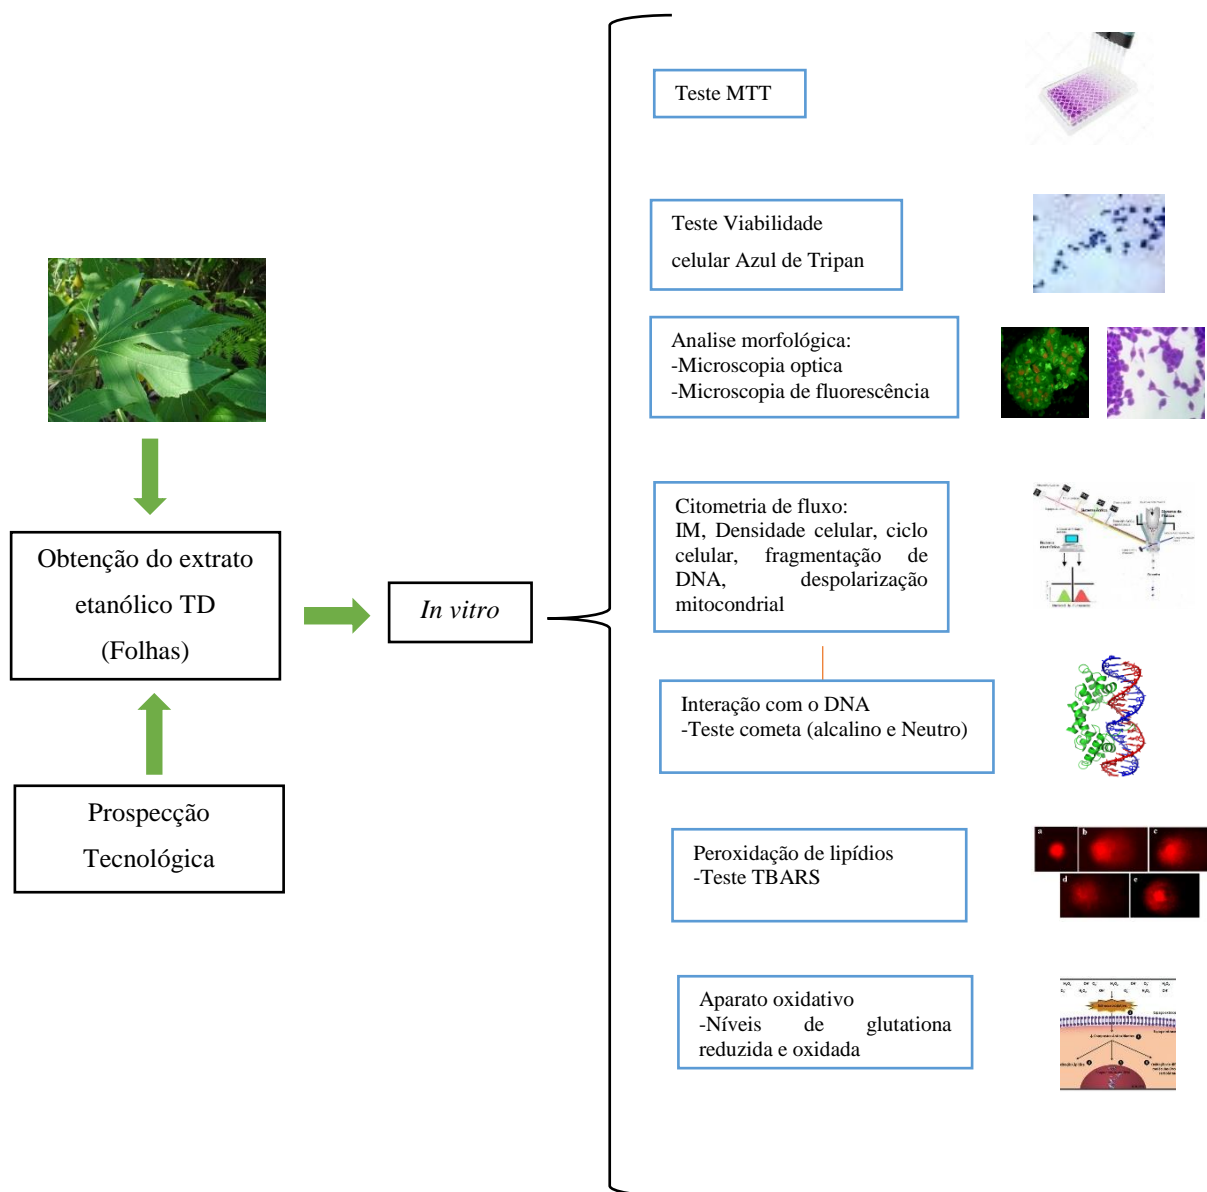 Teste MTT
Teste Viabilidade
celular Azul de Tripan
Analise morfológica:
-Microscopia optica
-Microscopia de fluorescência
Citometria de fluxo:
IM, Densidade celular, ciclo
celular, fragmentação de
DNA, despolarização
mitocondrial
Obtenção do extrato
etanólico TD
(Folhas)
In vitro
Interação com o DNA
-Teste cometa (alcalino e Neutro)
Prospecção
Tecnológica
Peroxidação de lipídios
-Teste TBARS
a
b
c
d
e
Aparato oxidativo
-Níveis de glutationa
reduzida e oxidada